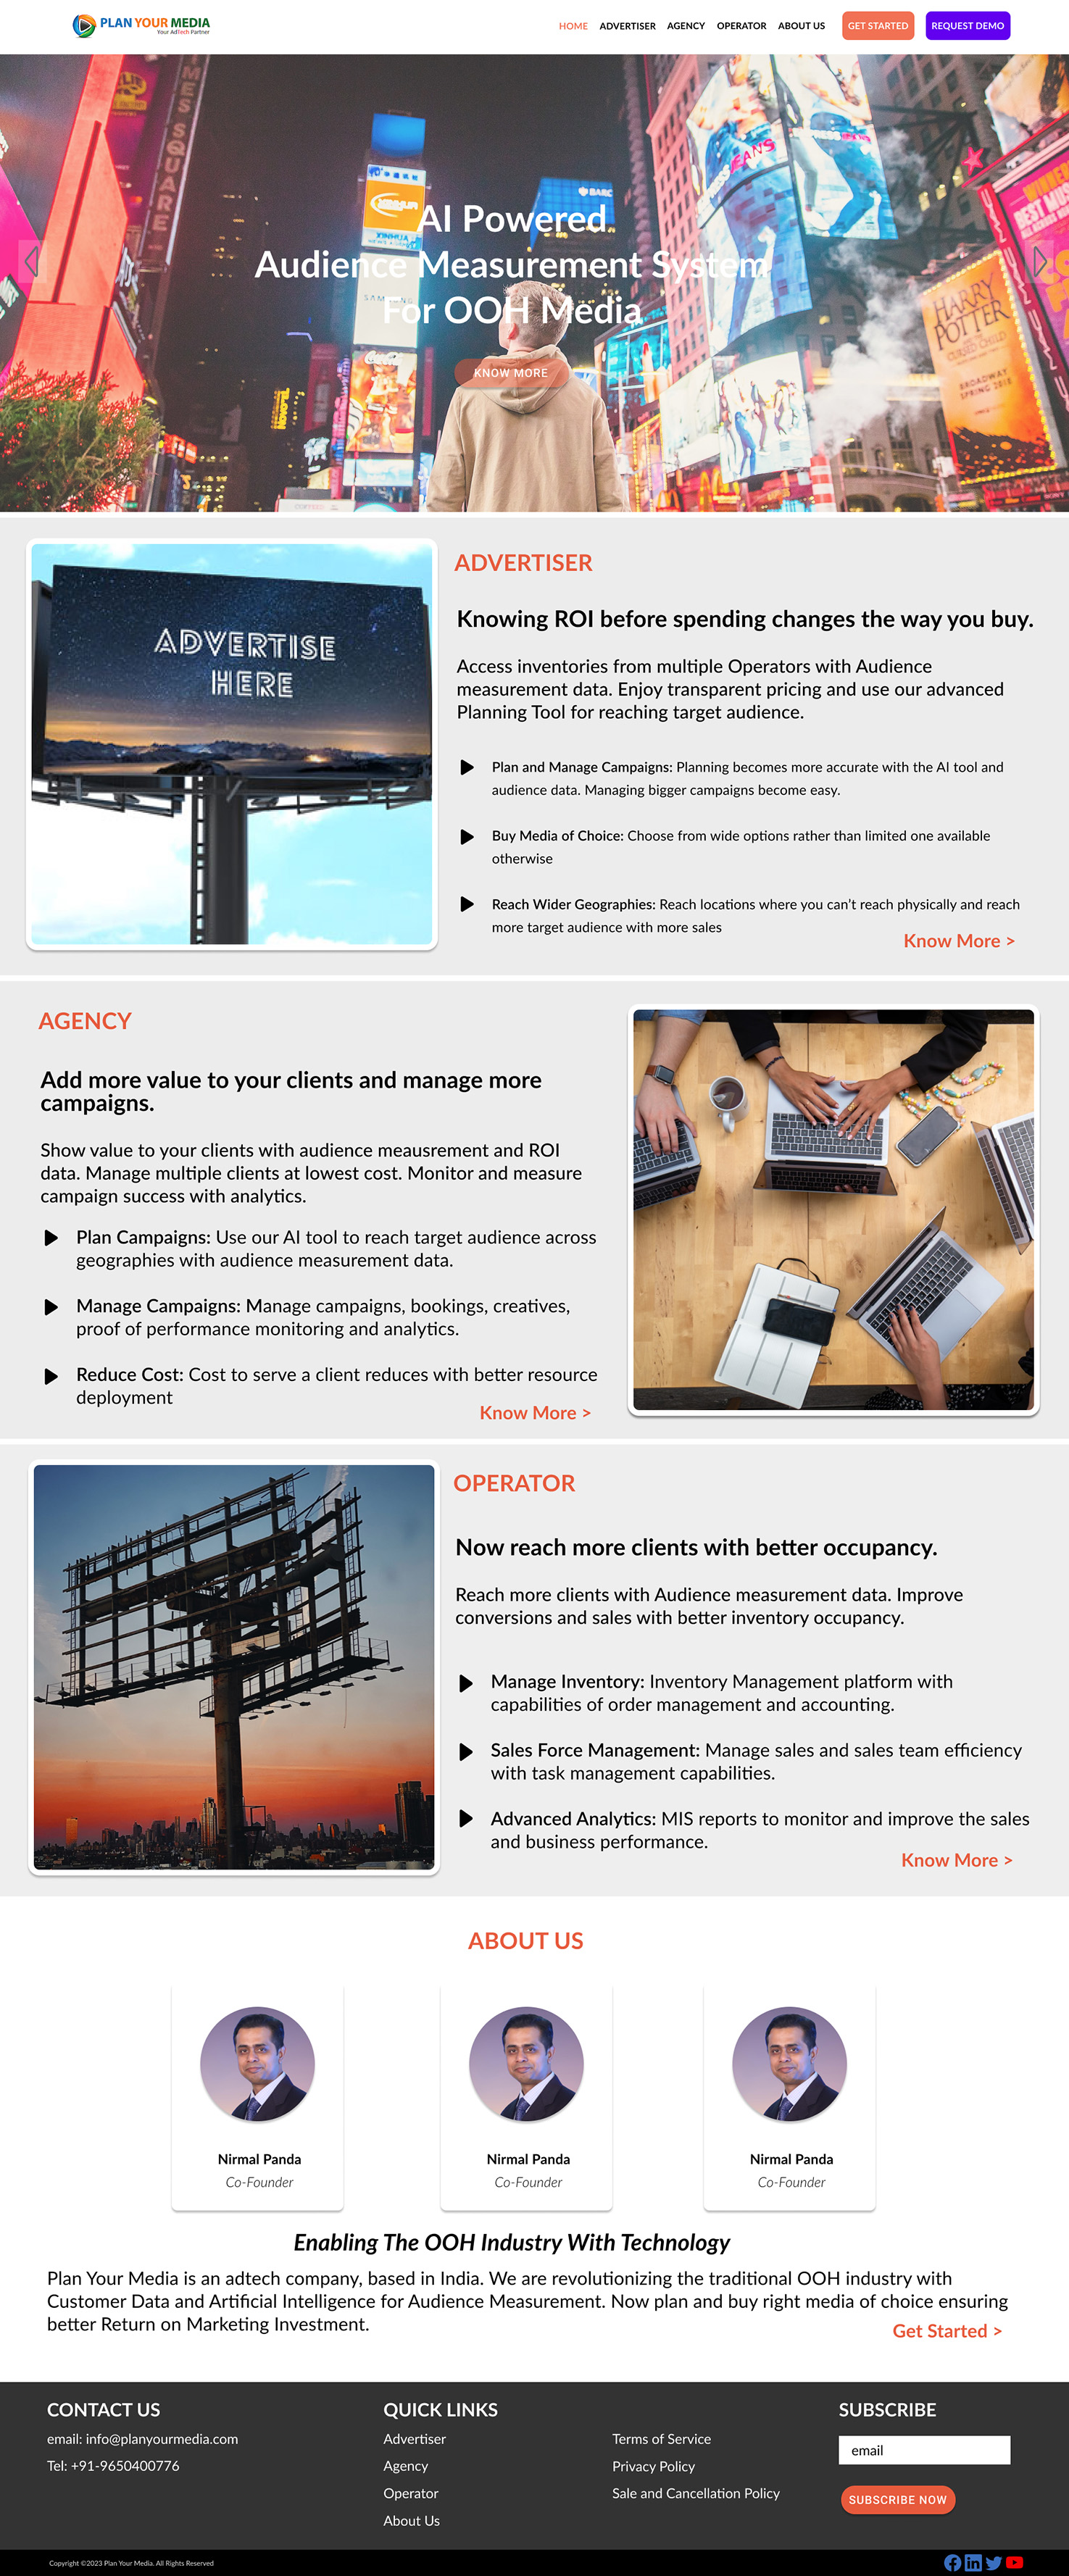 PLAN YOUR MEDIA
Your AdTech Partner
HOME ADVERTISER AGENCY OPERATOR ABOUT US GET STARTED REQUEST DEMO
TIMES SQUARE
FANS
BARC
HARRY
POTTER
CURSED CHILD
BROADWAY
SPRING 2018
AI Powered
Audience Measurement System
For OOH Media
KNOW MORE
ADVERTISE
HERE
ADVERTISER
Knowing ROI before spending changes the way you buy.
Access inventories from multiple Operators with Audience
measurement data. Enjoy transparent pricing and use our advanced
Planning Tool for reaching target audience.
Plan and Manage Campaigns: Planning becomes more accurate with the AI tool and
audience data. Managing bigger campaigns become easy.
Buy Media of Choice: Choose from wide options rather than limited one available
otherwise
Reach Wider Geographies: Reach locations where you can't reach physically and reach
more target audience with more sales
Know More >
AGENCY
Add more value to your clients and manage more
campaigns.
Show value to your clients with audience meausrement and ROI
data. Manage multiple clients at lowest cost. Monitor and measure
campaign success with analytics.
Plan Campaigns: Use our AI tool to reach target audience across
geographies with audience measurement data.
Manage Campaigns: Manage campaigns, bookings, creatives,
proof of performance monitoring and analytics.
Reduce Cost: Cost to serve a client reduces with better resource
deployment
Know More >
OPERATOR
Now reach more clients with better occupancy.
Reach more clients with Audience measurement data. Improve
conversions and sales with better inventory occupancy.
Manage Inventory: Inventory Management platform with
capabilities of order management and accounting.
Sales Force Management: Manage sales and sales team efficiency
with task management capabilities.
Advanced Analytics: MIS reports to monitor and improve the sales
and business performance.
Know More >
ABOUT US
Nirmal Panda
Co-Founder
Nirmal Panda
Co-Founder
Nirmal Panda
Co-Founder
Enabling The OOH Industry With Technology
Plan Your Media is an adtech company, based in India. We are revolutionizing the traditional OOH industry with
Customer Data and Artificial Intelligence for Audience Measurement. Now plan and buy right media of choice ensuring
better Return on Marketing Investment.
Get Started >
CONTACT US
email: info@planyourmedia.com
Tel: +91-9650400776
QUICK LINKS
Advertiser
Agency
Operator
About Us
Terms of Service
Privacy Policy
Sale and Cancellation Policy
SUBSCRIBE
email
SUBSCRIBE NOW
Copyright ©2023 Plan Your Media. All Rights Reserved